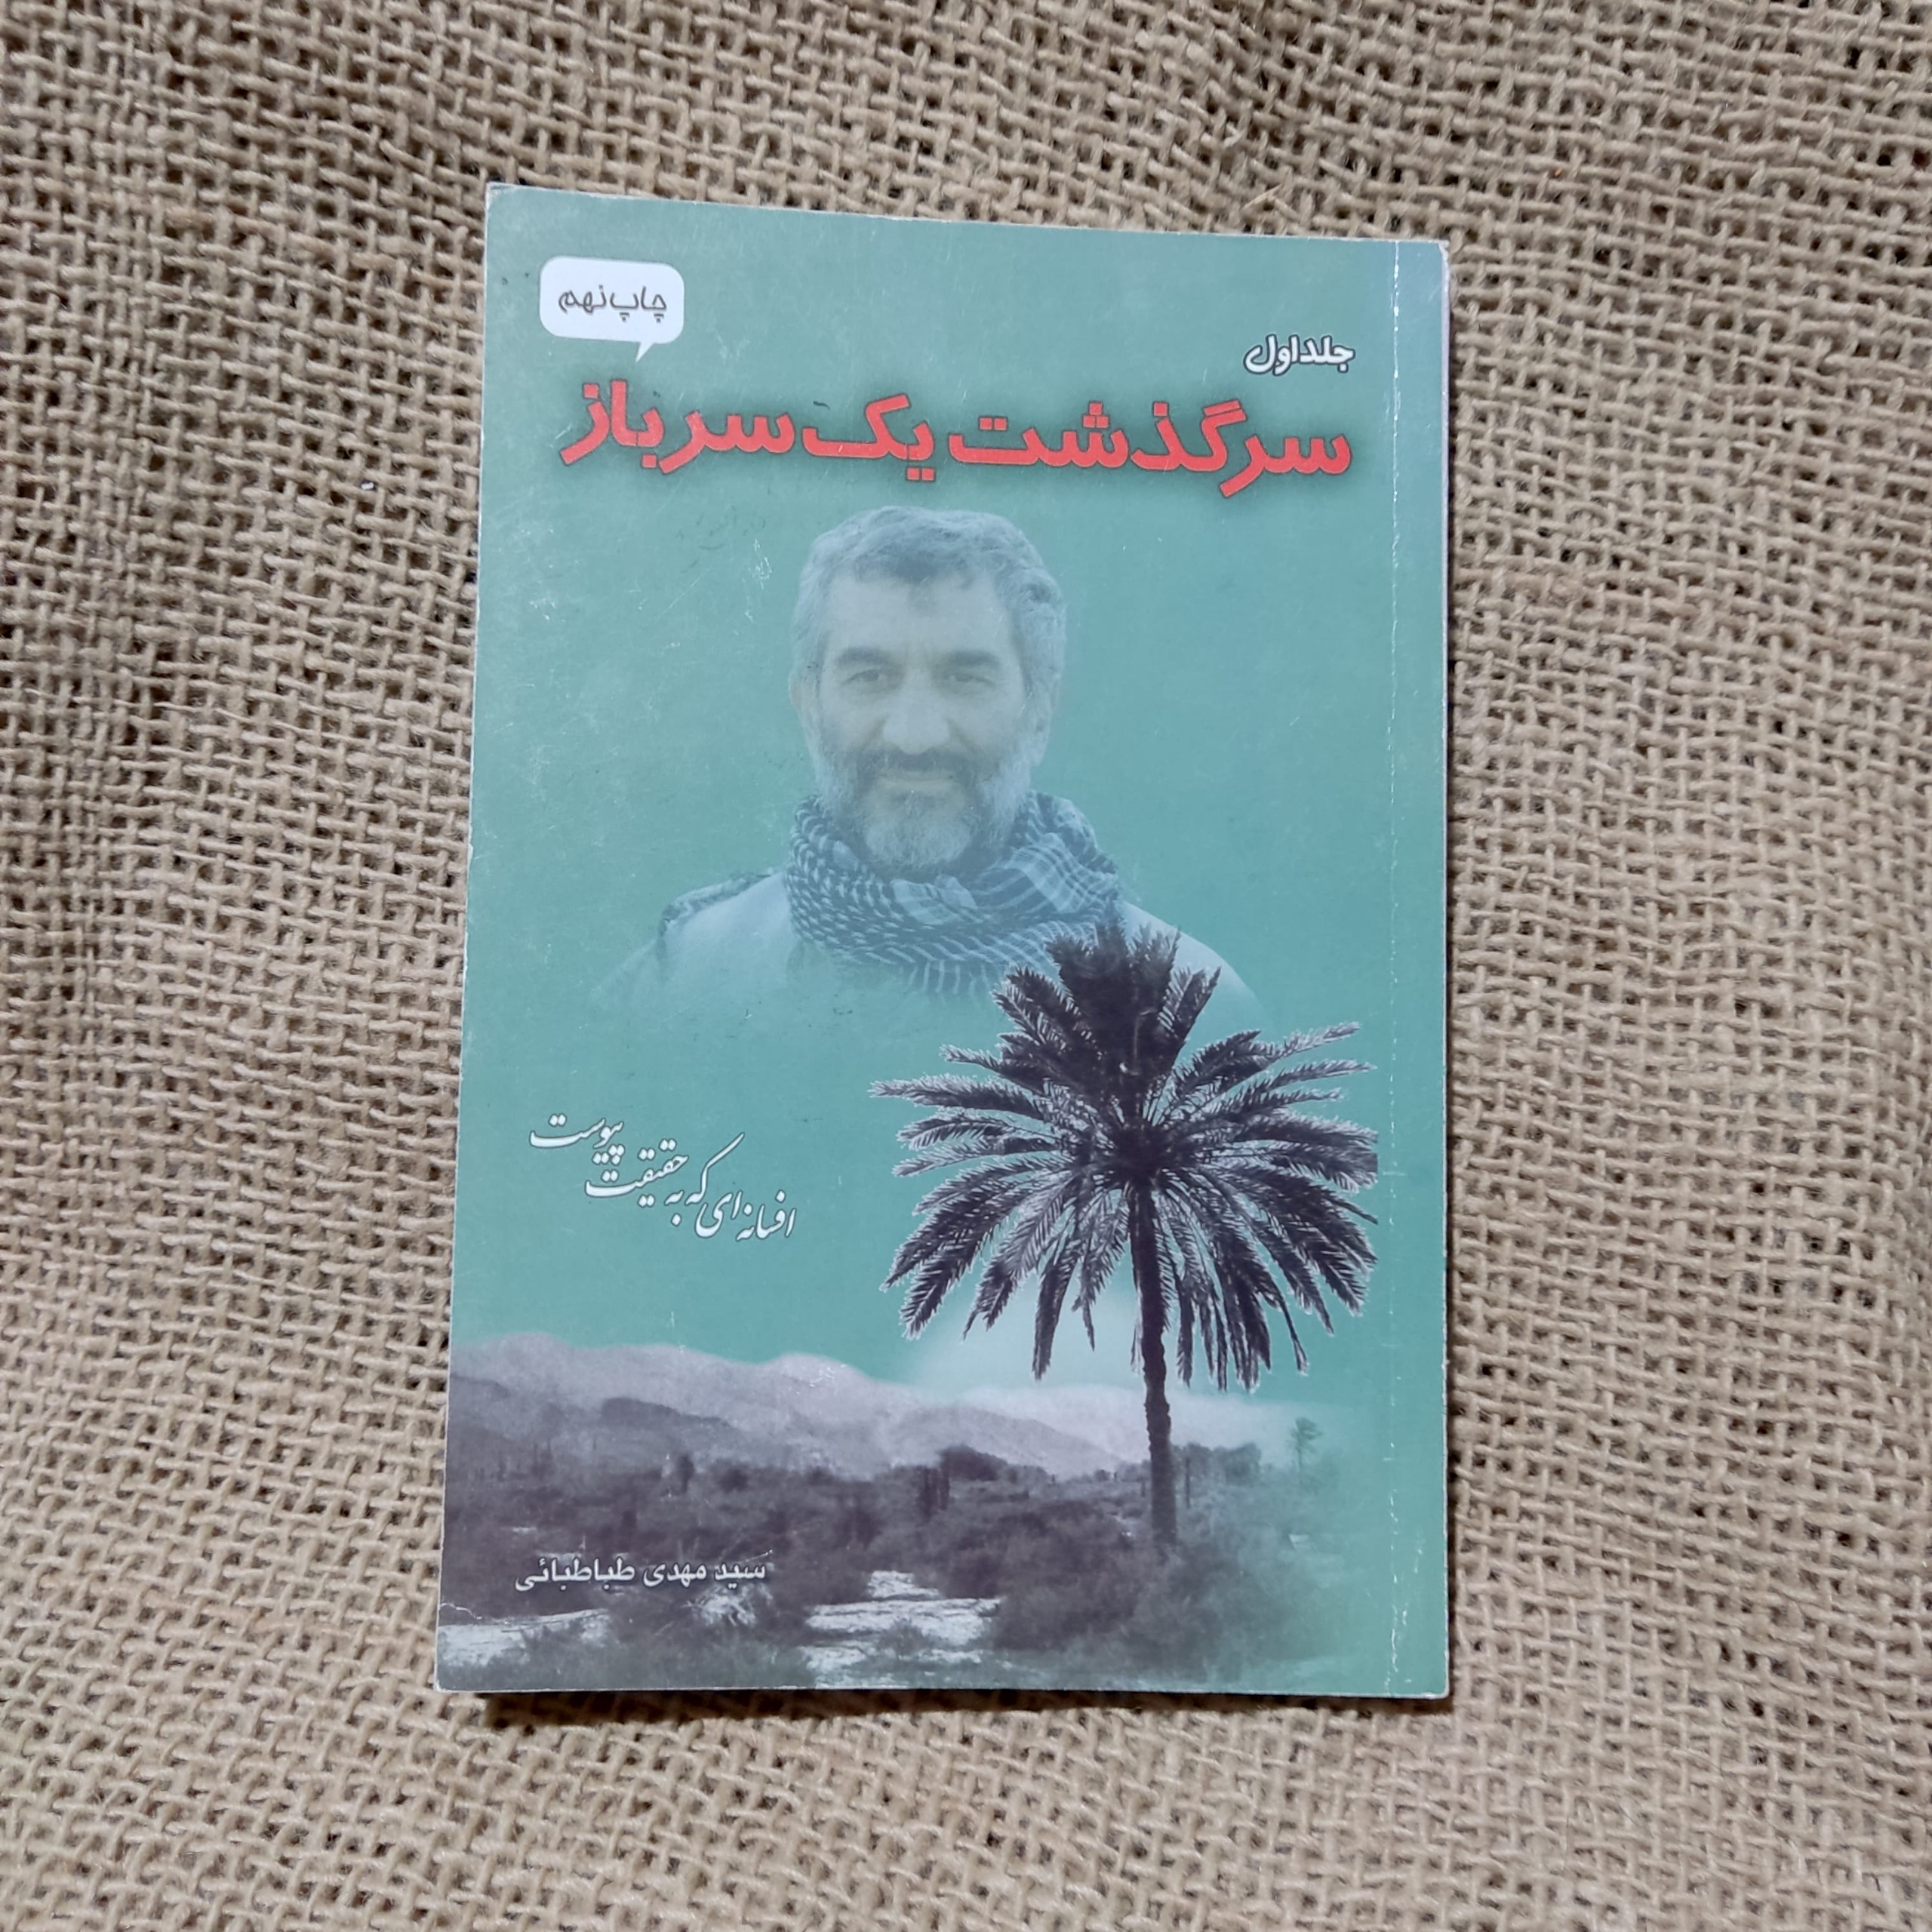 چاپ نهم
جلد اول
سرگذشت یک سرباز
افسانه‌ای که به حقیقت پیوست
سید مهدی طباطبائی